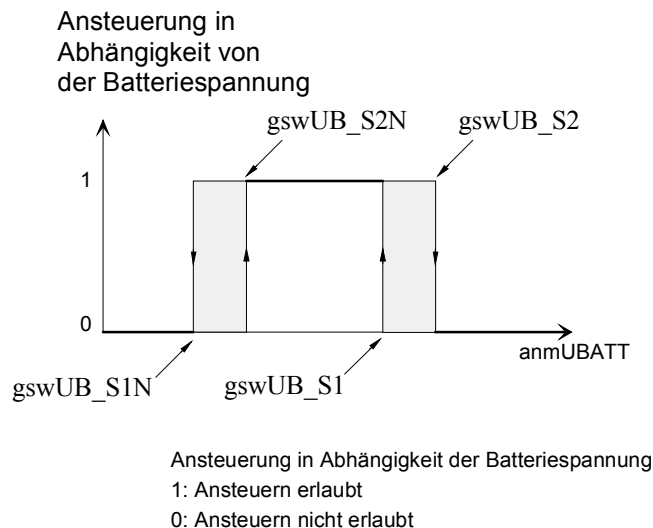 Ansteuerung in
Abhängigkeit von
der Batteriespannung
gswUB_S2N
gswUB_S2
1
0
anmUBATT
gswUB_S1N
gswUB_S1
Ansteuerung in Abhängigkeit der Batteriespannung
1: Ansteuern erlaubt
0: Ansteuern nicht erlaubt